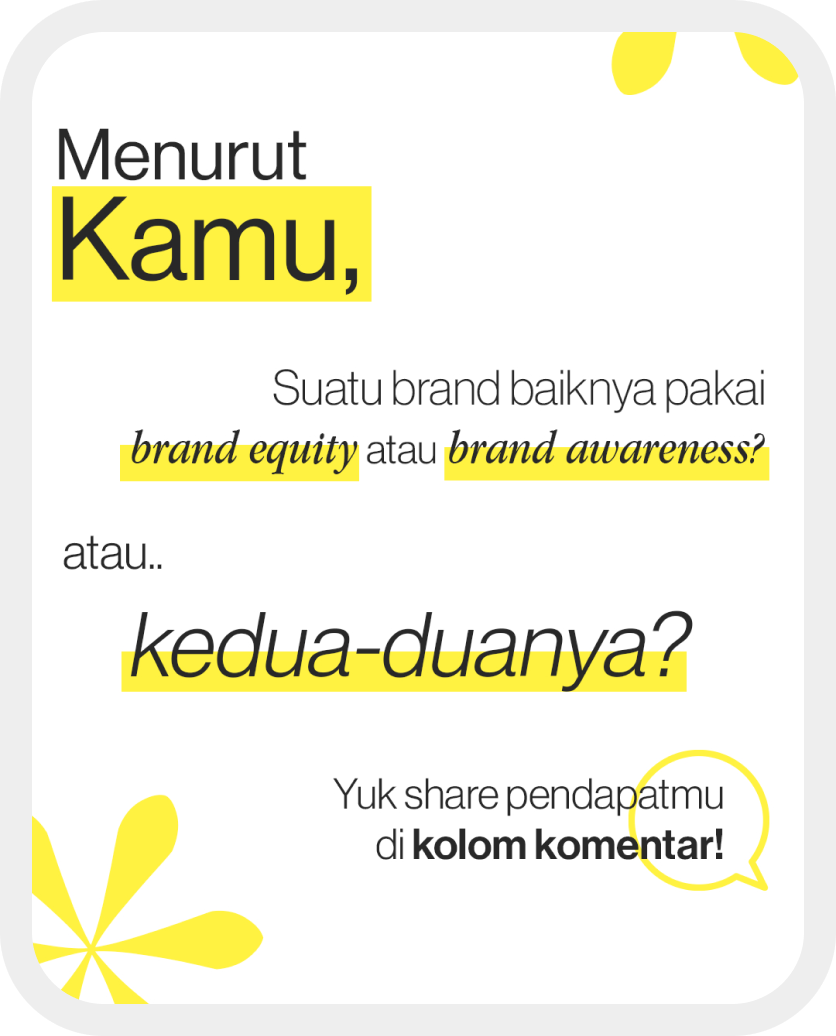 Menurut
Kamu,
Suatu brand baiknya pakai
brand equity atau brand awareness?
atau..
kedua-duanya?
Yuk share pendapatmu
di kolom komentar!